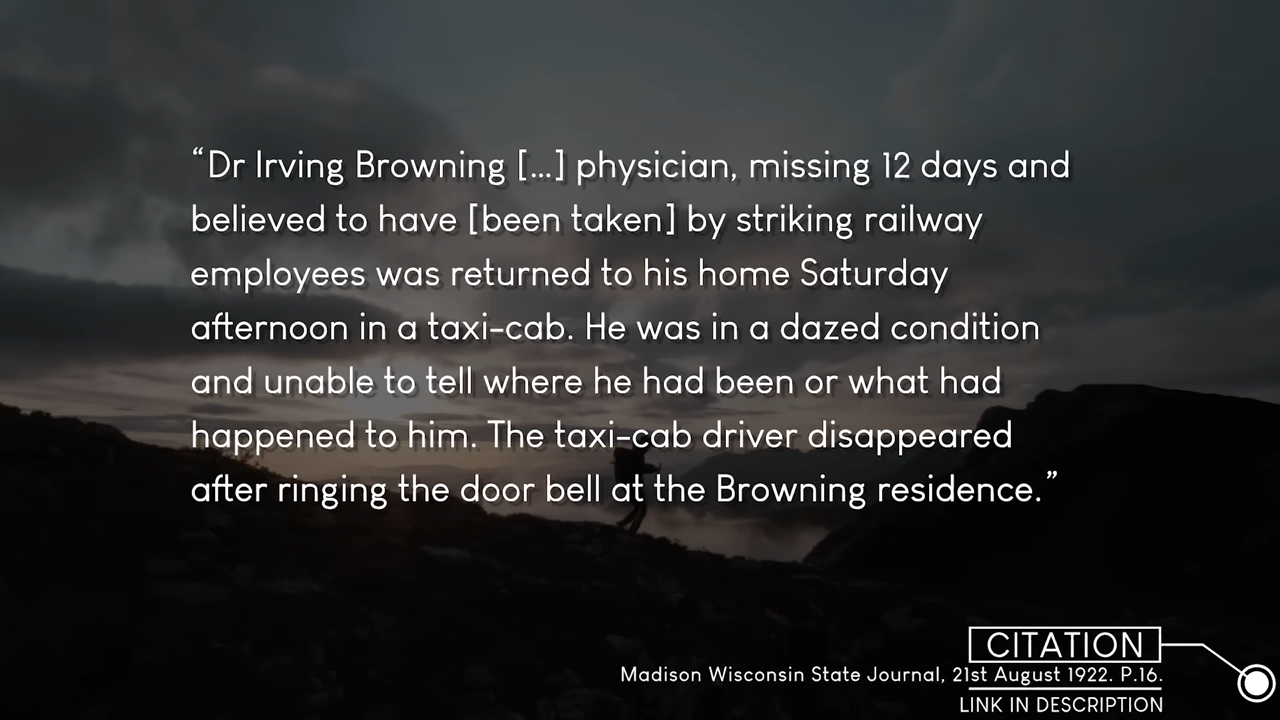 “Dr Irving Browning [...] physician, missing 12 days and
believed to have [been taken] by striking railway
employees was returned to his home Saturday
afternoon in a taxi-cab. He was in a dazed condition
and unable to tell where he had been or what had
happened to him. The taxi-cab driver disappeared
after ringing the door bell at the Browning residence.”
CITATION
Madison Wisconsin State Journal, 21st August 1922. P.16.
LINK IN DESCRIPTION